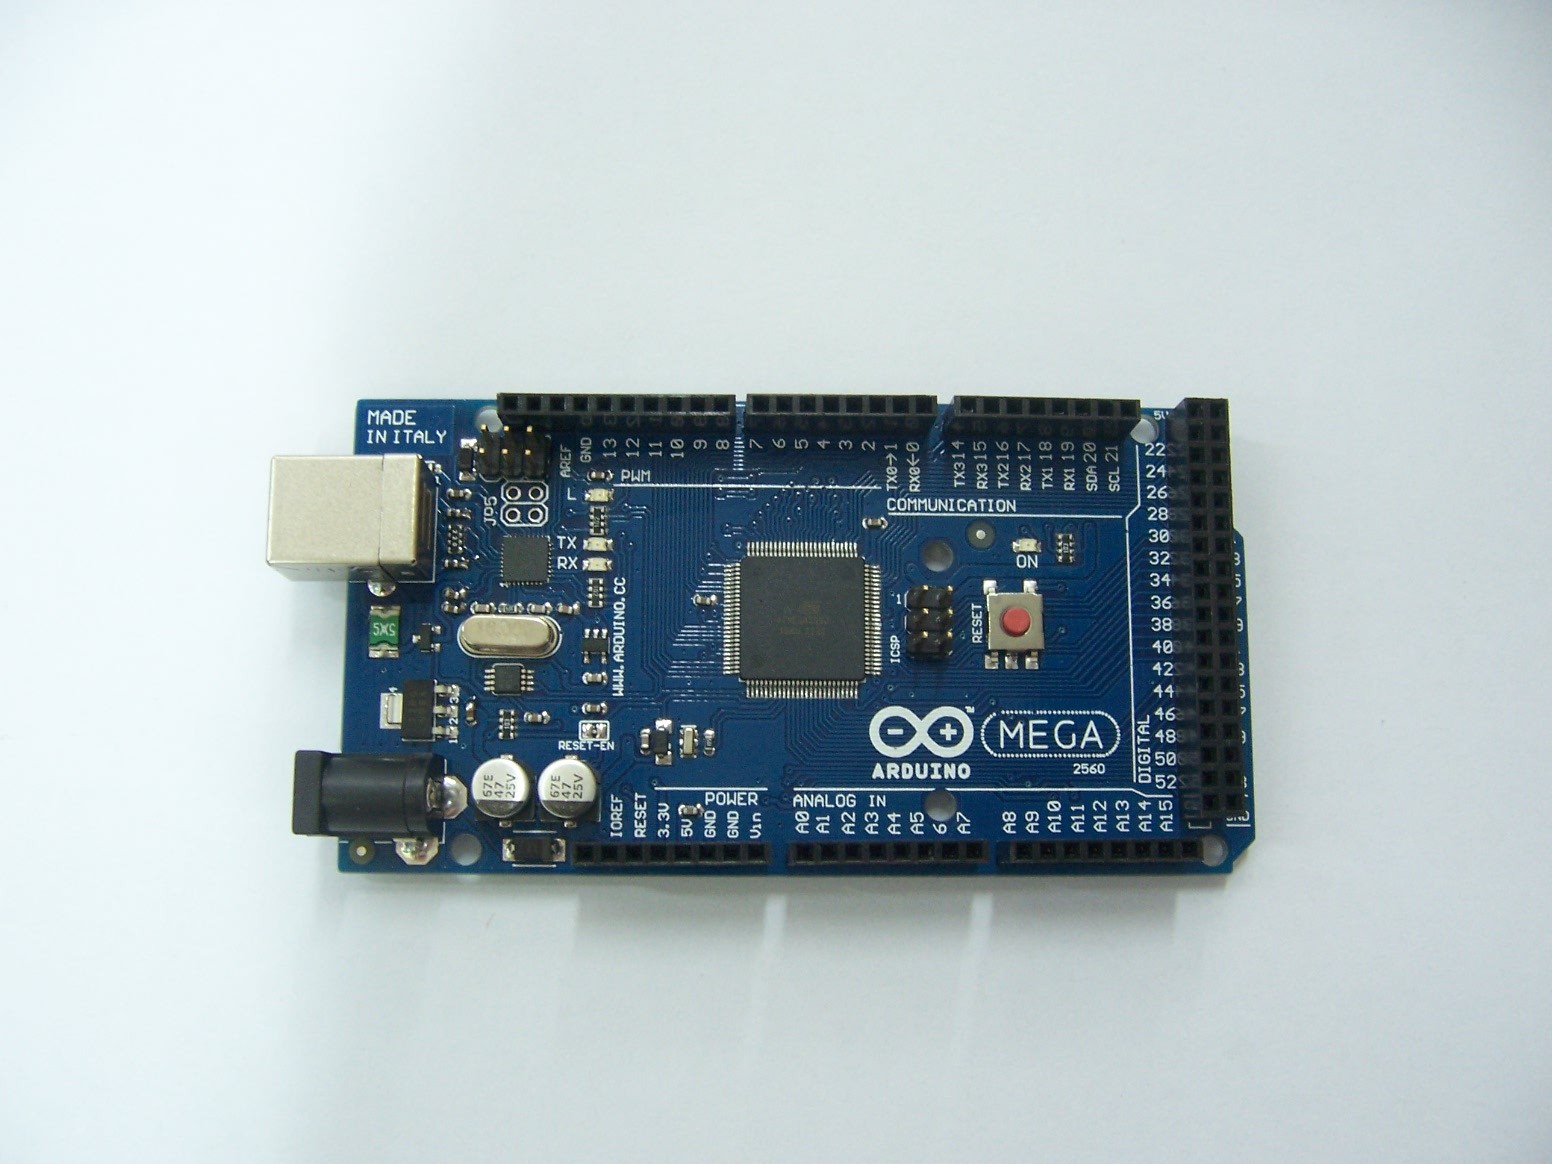 MADE
IN ITALY
AREF
GND
13
12
11
10
9
8
7
6
5
4
3
2
TX0→1
RX0←0
TX3 14
RX3 15
TX2 16
RX2 17
TX1 18
RX1 19
SDA 20
SCL 21
PWM
COMMUNICATION
L
JP5
TX
RX
WWW.ARDUINO.CC
ON
1
ICSP
RESET
22
24
26
28
30
32
34
36
38
40
42
44
46
48
50
52
DIGITAL
RESET-EN
ARDUINO
MEGA
2560
67E
47
25V
67E
47
25V
POWER
IOREF
RESET
3.3V
5V
GND
GND
Vin
ANALOG IN
A0
A1
A2
A3
A4
A5
6
A7
A8
A9
A10
A11
A12
A13
A14
A15